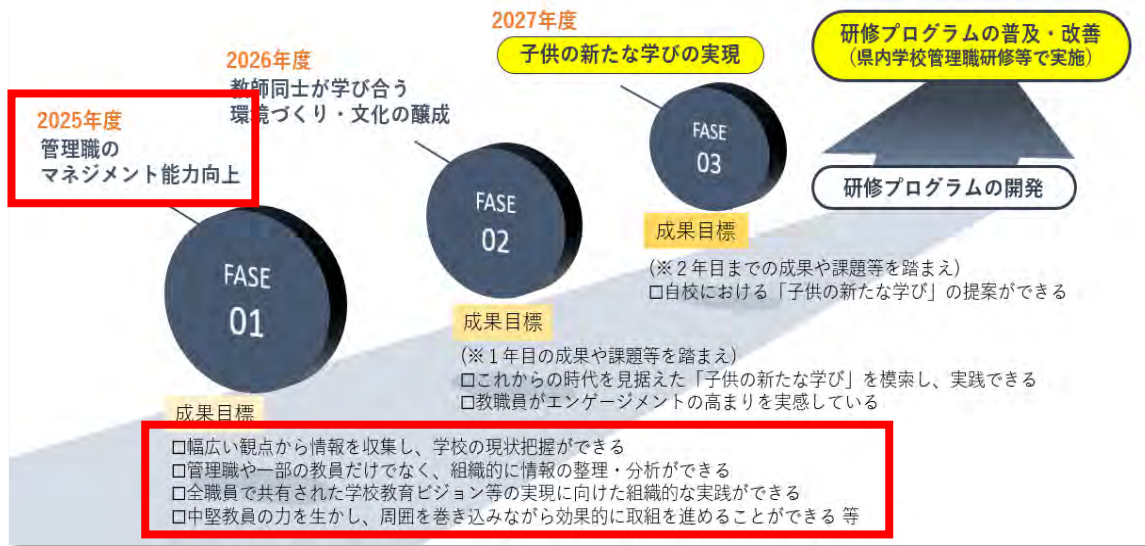 2025年度
管理職の
マネジメント能力向上
FASE
01
成果目標
□幅広い観点から情報を収集し、学校の現状把握ができる
□管理職や一部の教員だけでなく、組織的に情報の整理・分析ができる
□全職員で共有された学校教育ビジョン等の実現に向けた組織的な実践ができる
□中堅教員の力を生かし、周囲を巻き込みながら効果的に取組を進めることができる 等
2026年度
教師同士が学び合う
環境づくり・文化の醸成
FASE
02
成果目標
(※１年目の成果や課題等を踏まえ)
□これからの時代を見据えた「子供の新たな学び」を模索し、実践できる
□教職員がエンゲージメントの高まりを実感している
2027年度
子供の新たな学びの実現
FASE
03
成果目標
(※２年目までの成果や課題等を踏まえ)
□自校における「子供の新たな学び」の提案ができる
研修プログラムの普及・改善
（県内学校管理職研修等で実施）
研修プログラムの開発